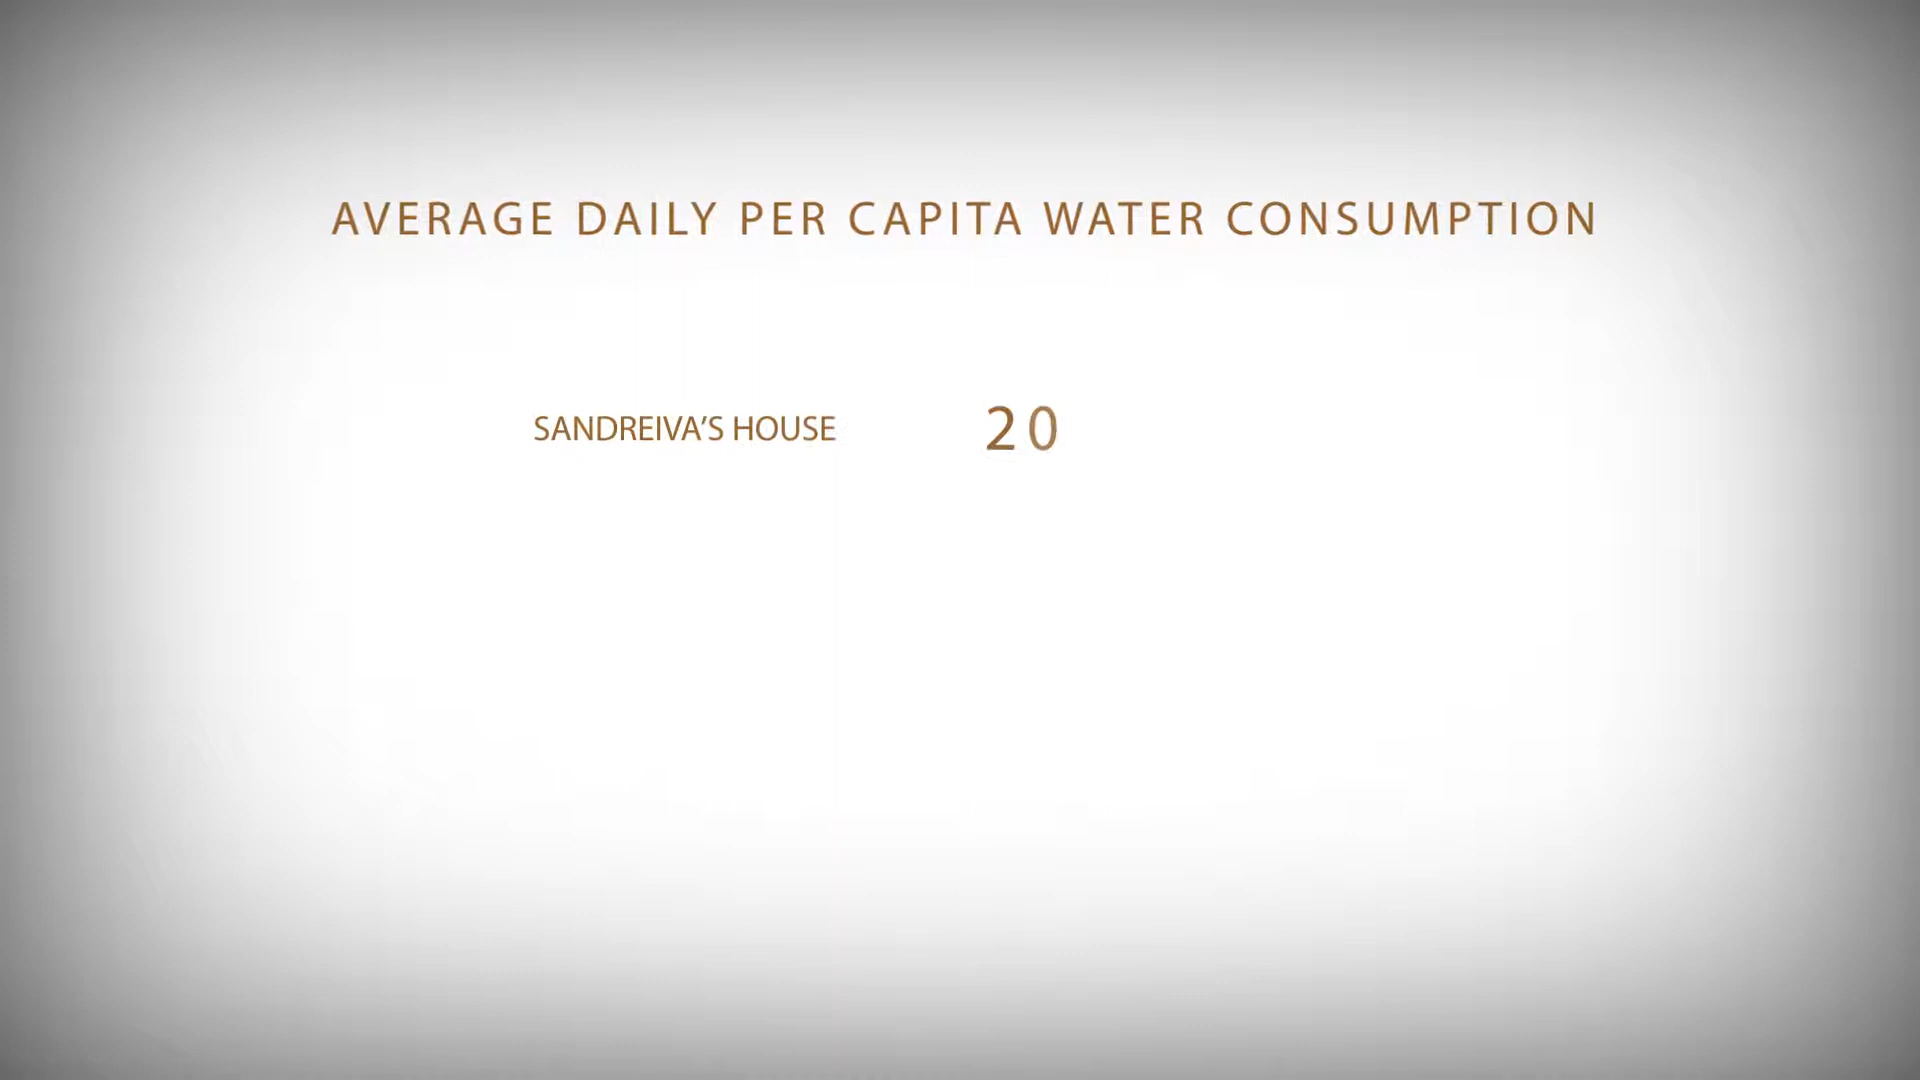 AVERAGE DAILY PER CAPITA WATER CONSUMPTION
SANDREIVA’S HOUSE 20